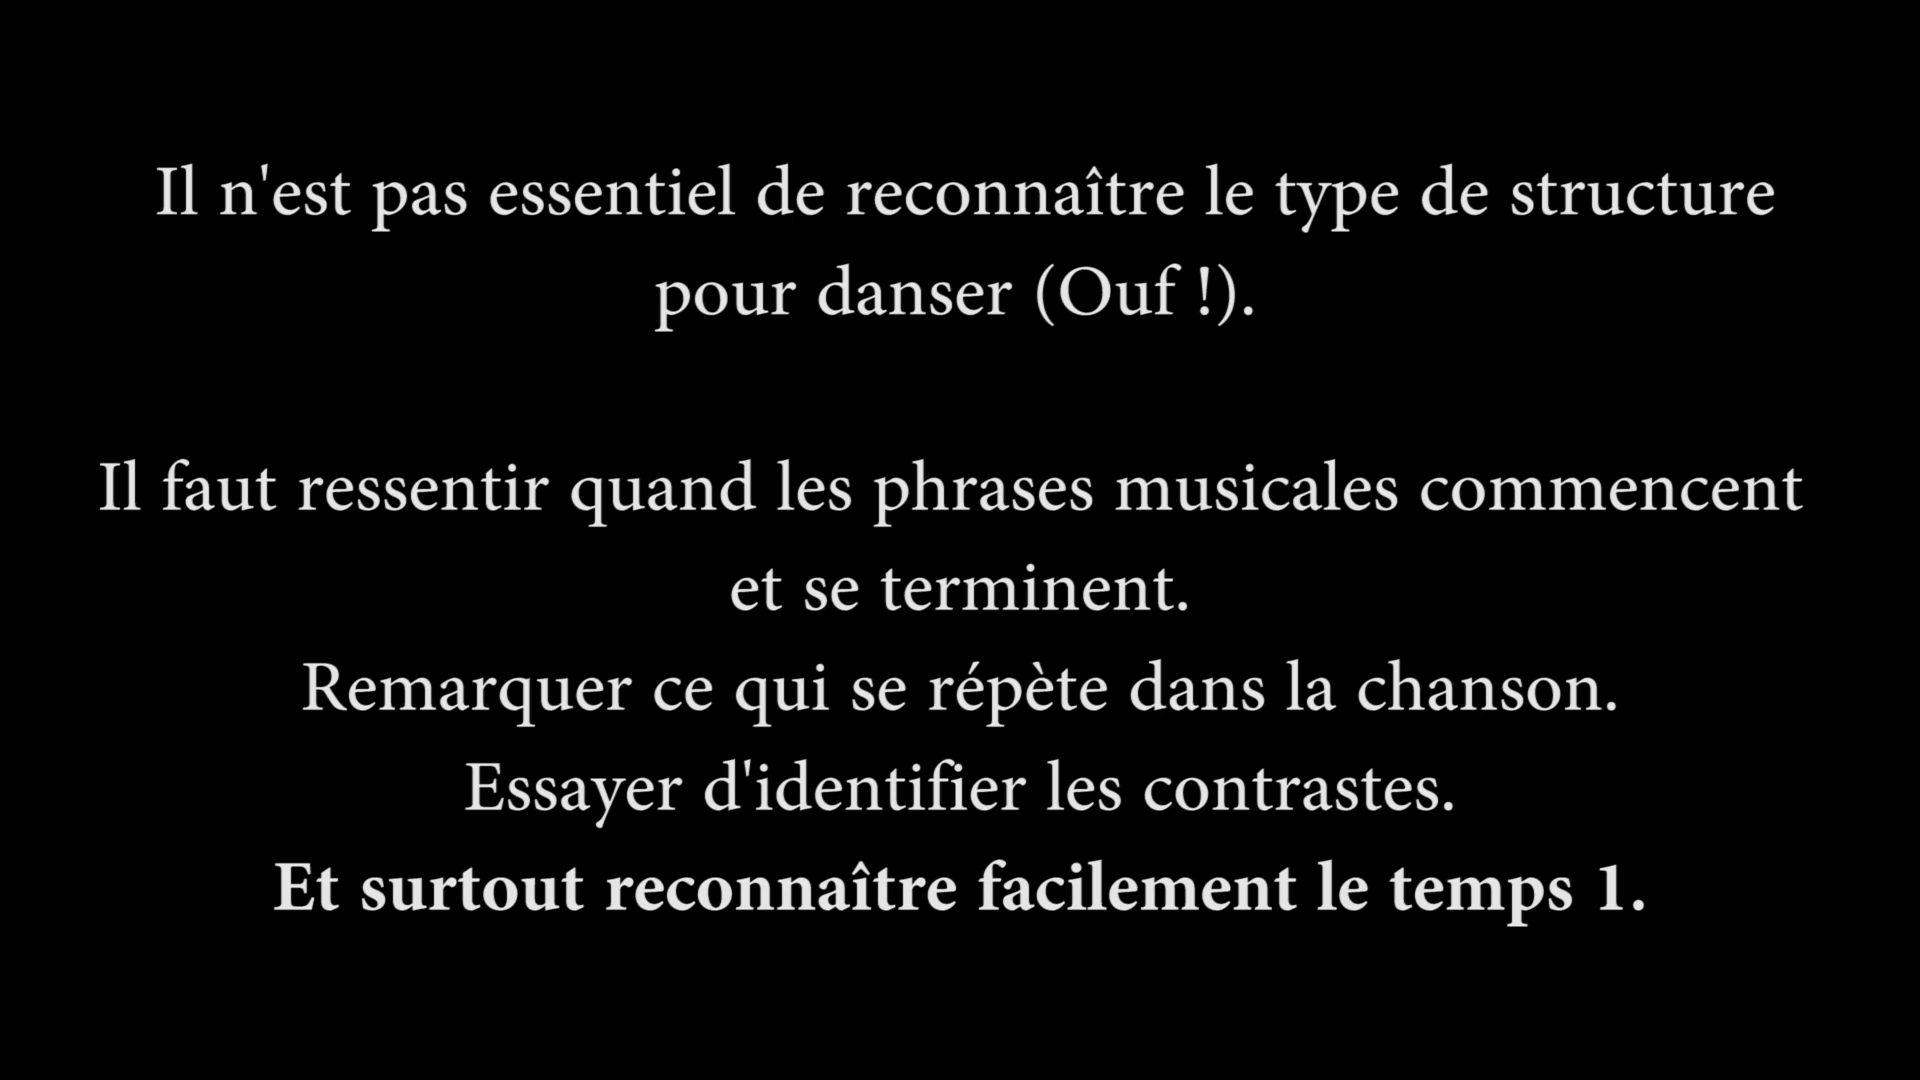 Il n'est pas essentiel de reconnaître le type de structure
pour danser (Ouf !).
Il faut ressentir quand les phrases musicales commencent
et se terminent.
Remarquer ce qui se répète dans la chanson.
Essayer d'identifier les contrastes.
Et surtout reconnaître facilement le temps 1.